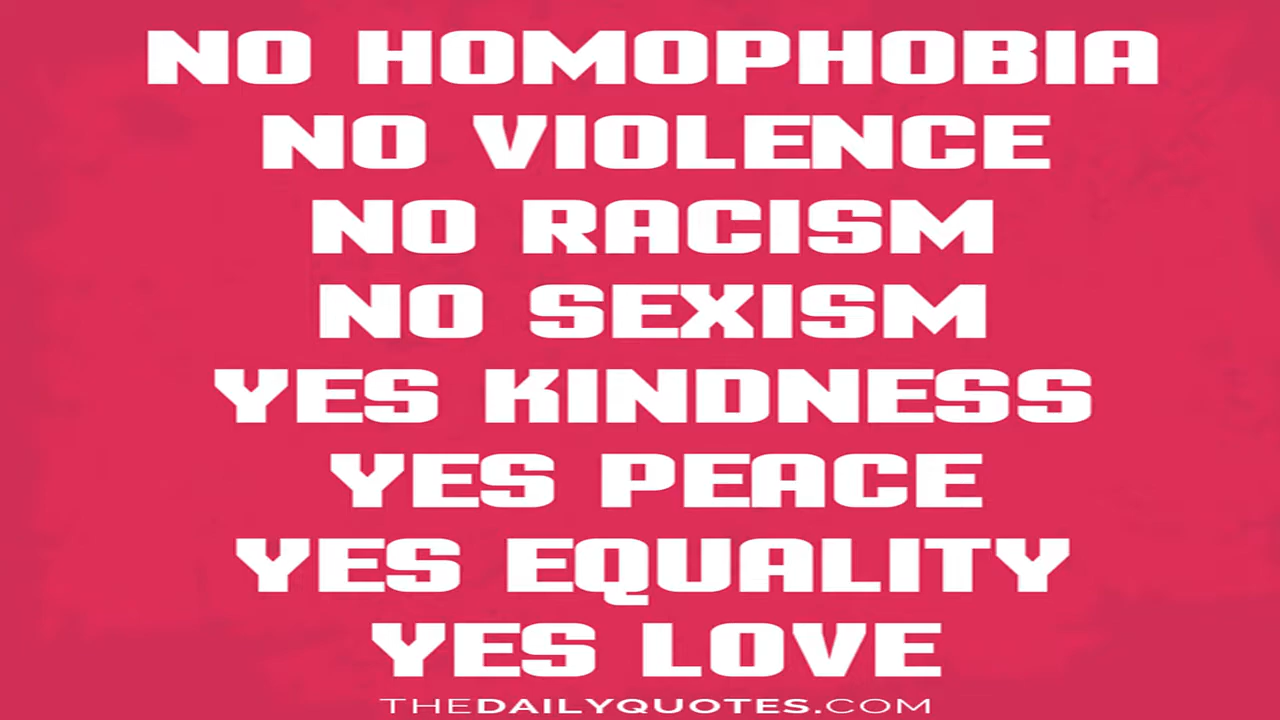 NO HOMOPHOBIA
NO VIOLENCE
NO RACISM
NO SEXISM
YES KINDNESS
YES PEACE
YES EQUALITY
YES LOVE
THEDAILYQUOTES.COM